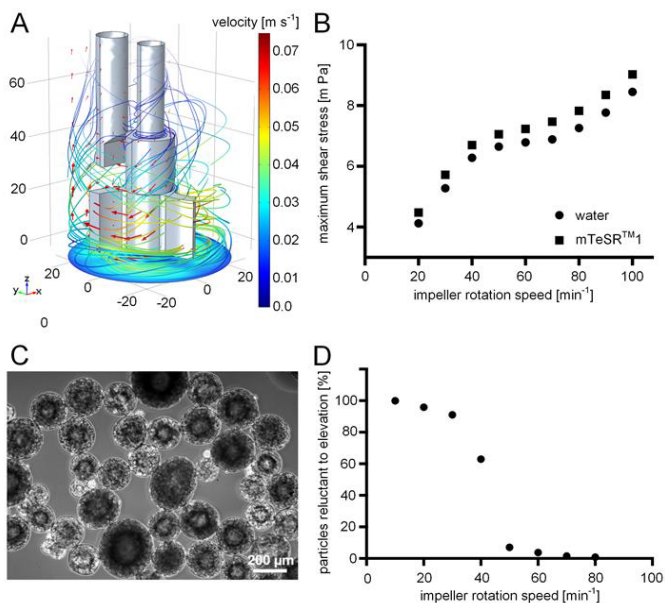 A
velocity [m s⁻¹]
0.07
0.06
0.05
0.04
0.03
0.02
0.01
0.0
60
40
20
0
z
y
x
20
0
-20
-20
0
20
0
B
maximum shear stress [m Pa]
10
8
6
4
0
20
40
60
80
100
impeller rotation speed [min⁻¹]
water
mTeSR™1
C
200 µm
D
particles reluctant to elevation [%]
100
80
60
40
20
0
0
20
40
60
80
100
impeller rotation speed [min⁻¹]